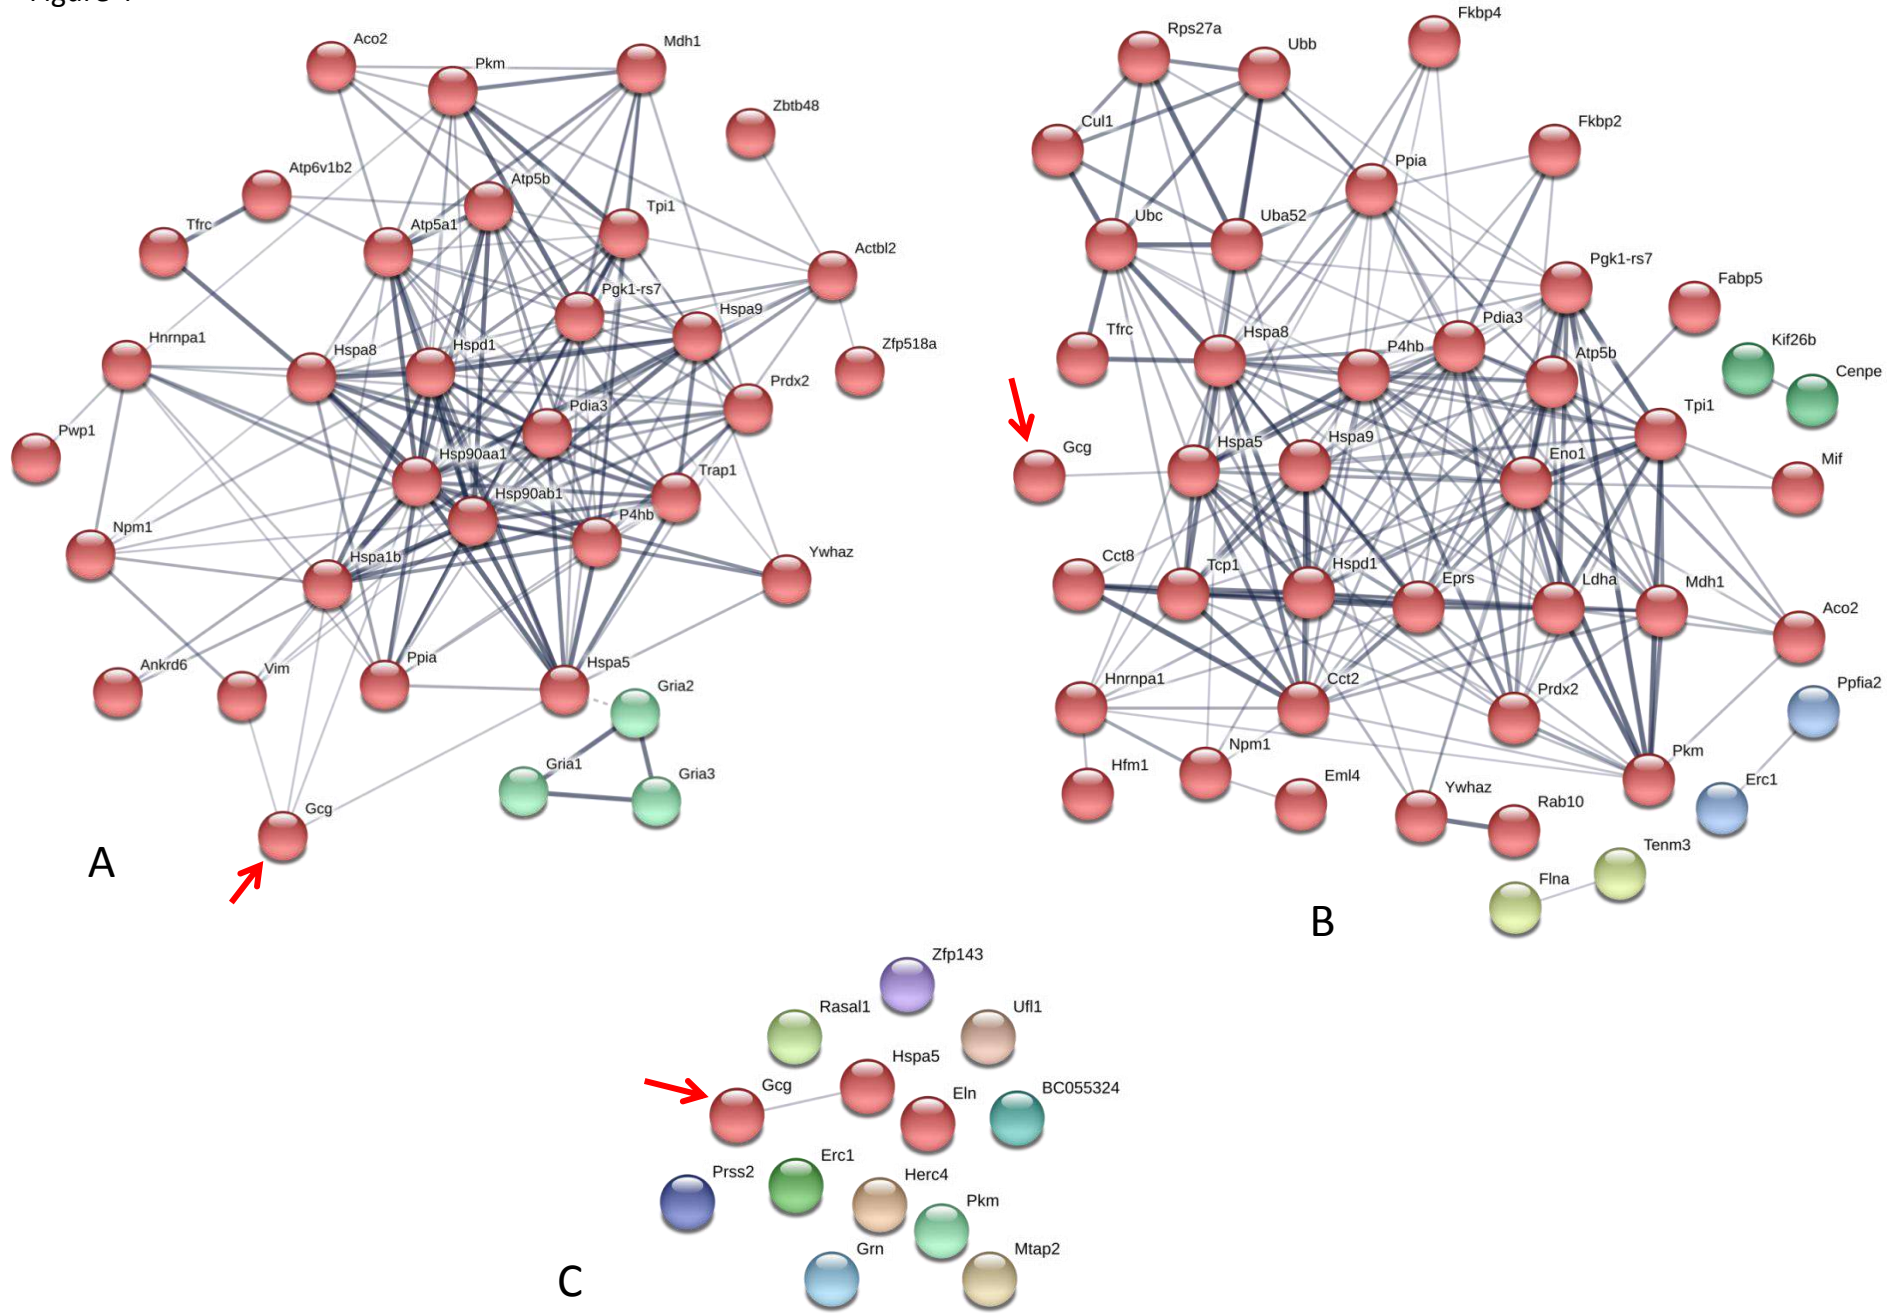 Aco2
Pkm
Mdh1
Zbtb48
Atp6v1b2
Atp5b
Tfrc
Atp5a1
Tpi1
Actbl2
Pgk1-rs7
Hspa9
Hnrnpa1
Hspa8
Hspd1
Zfp518a
Prdx2
Pdia3
Pwp1
Hsp90aa1
Trap1
Hsp90ab1
P4hb
Npm1
Hspa1b
Ywhaz
Ankrd6
Vim
Ppia
Hspa5
Gria2
Gria1
Gria3
Gcg
A
Fkbp4
Rps27a
Ubb
Cul1
Fkbp2
Ppia
Ubc
Uba52
Pgk1-rs7
Fabp5
Tfrc
Hspa8
Pdia3
P4hb
Atp5b
Kif26b
Cenpe
Tpi1
Gcg
Hspa5
Hspa9
Eno1
Mif
Cct8
Tcp1
Hspd1
Eprs
Ldha
Mdh1
Aco2
Hnrnpa1
Cct2
Prdx2
Ppfia2
Npm1
Pkm
Hfm1
Eml4
Ywhaz
Rab10
Erc1
Tenm3
Flna
B
Zfp143
Rasal1
Ufl1
Hspa5
Gcg
Eln
BC055324
Prss2
Erc1
Herc4
Pkm
Grn
Mtap2
C